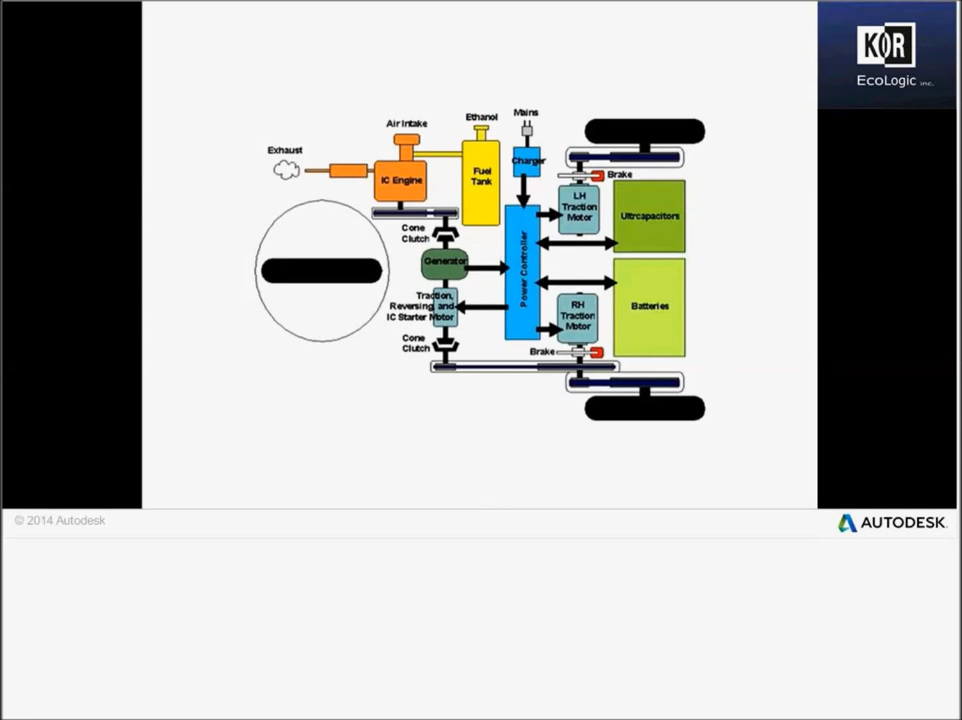 KOR
EcoLogic inc.
Mains
Ethanol
Air Intake
Exhaust
Charger
Brake
Fuel
Tank
IC Engine
LH
Traction
Motor
Ultrcapacitors
Cone
Clutch
Power Controller
Generator
Traction,
Reversing and
IC Starter Motor
RH
Traction
Motor
Batteries
Cone
Clutch
Brake
© 2014 Autodesk
AUTODESK